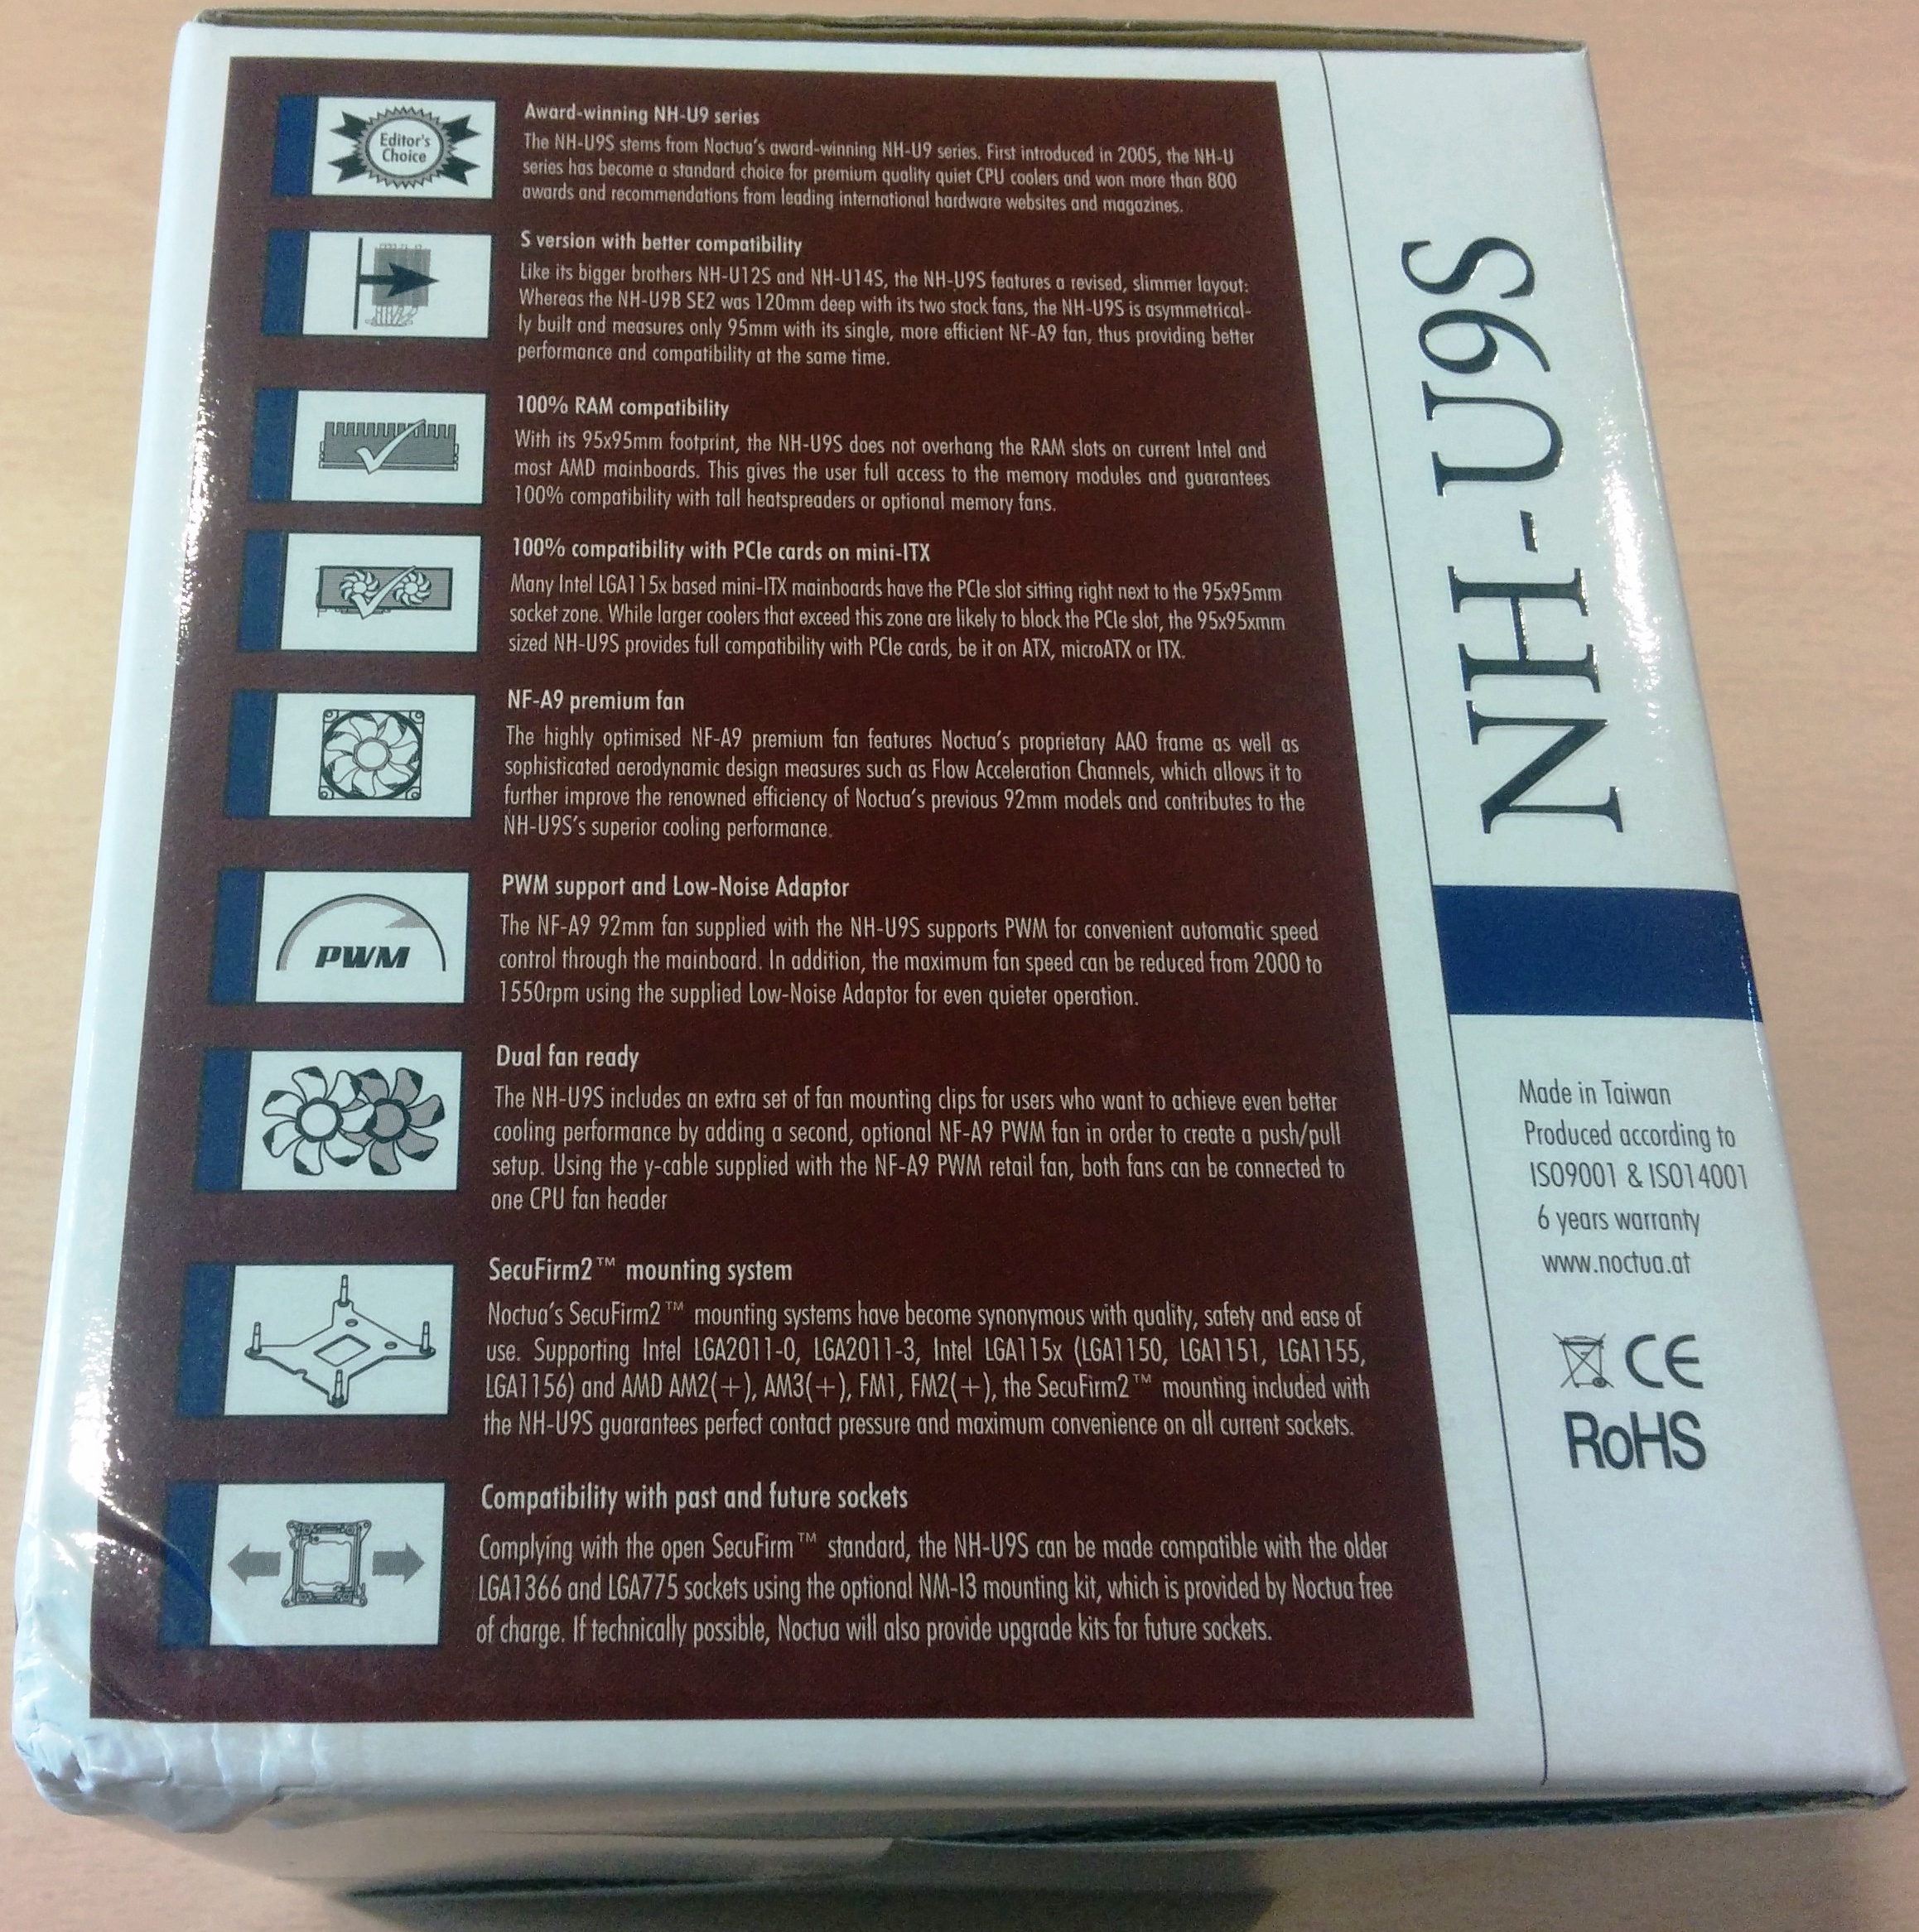 Editor's
Choice
Award-winning NH-U9 series
The NH-U9S stems from Noctua's award-winning NH-U9 series. First introduced in 2005, the NH-U
series has become a standard choice for premium quality quiet CPU coolers and won more than 800
awards and recommendations from leading international hardware websites and magazines.
S version with better compatibility
Like its bigger brothers NH-U12S and NH-U14S, the NH-U9S features a revised, slimmer layout:
Whereas the NH-U9B SE2 was 120mm deep with its two stock fans, the NH-U9S is asymmetrical-
ly built and measures only 95mm with its single, more efficient NF-A9 fan, thus providing better
performance and compatibility at the same time.
100% RAM compatibility
With its 95x95mm footprint, the NH-U9S does not overhang the RAM slots on current Intel and
most AMD mainboards. This gives the user full access to the memory modules and guarantees
100% compatibility with tall heatspreaders or optional memory fans.
100% compatibility with PCIe cards on mini-ITX
Many Intel LGA115x based mini-ITX mainboards have the PCIe slot sitting right next to the 95x95mm
socket zone. While larger coolers that exceed this zone are likely to block the PCIe slot, the 95x95xmm
sized NH-U9S provides full compatibility with PCIe cards, be it on ATX, microATX or ITX.
NF-A9 premium fan
The highly optimised NF-A9 premium fan features Noctua's proprietary AAO frame as well as
sophisticated aerodynamic design measures such as Flow Acceleration Channels, which allows it to
further improve the renowned efficiency of Noctua's previous 92mm models and contributes to the
NH-U9S's superior cooling performance.
PWM
PWM support and Low-Noise Adaptor
The NF-A9 92mm fan supplied with the NH-U9S supports PWM for convenient automatic speed
control through the mainboard. In addition, the maximum fan speed can be reduced from 2000 to
1550rpm using the supplied Low-Noise Adaptor for even quieter operation.
Dual fan ready
The NH-U9S includes an extra set of fan mounting clips for users who want to achieve even better
cooling performance by adding a second, optional NF-A9 PWM fan in order to create a push/pull
setup. Using the y-cable supplied with the NF-A9 PWM retail fan, both fans can be connected to
one CPU fan header
SecuFirm2™ mounting system
Noctua's SecuFirm2™ mounting systems have become synonymous with quality, safety and ease of
use. Supporting Intel LGA2011-0, LGA2011-3, Intel LGA115x (LGA1150, LGA1151, LGA1155,
LGA1156) and AMD AM2(+), AM3(+), FM1, FM2(+), the SecuFirm2™ mounting included with
the NH-U9S guarantees perfect contact pressure and maximum convenience on all current sockets.
Compatibility with past and future sockets
Complying with the open SecuFirm™ standard, the NH-U9S can be made compatible with the older
LGA1366 and LGA775 sockets using the optional NM-I3 mounting kit, which is provided by Noctua free
of charge. If technically possible, Noctua will also provide upgrade kits for future sockets.
NH-U9S
Made in Taiwan
Produced according to
ISO9001 & ISO14001
6 years warranty
www.noctua.at
CE
RoHS